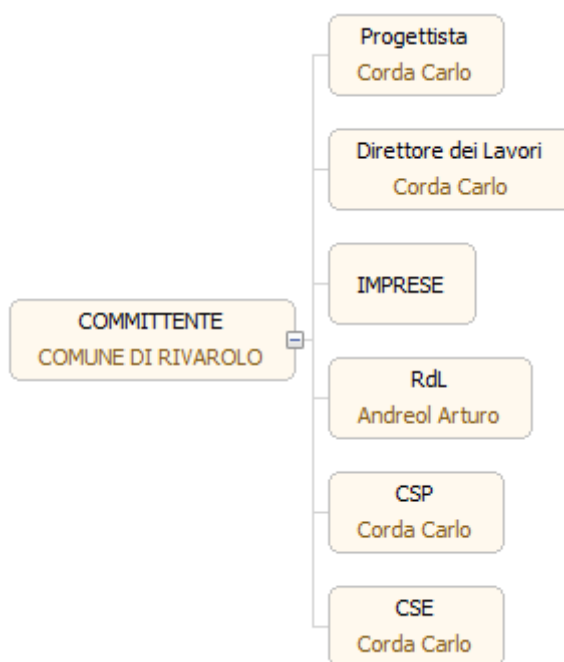 Progettista
Corda Carlo
Direttore dei Lavori
Corda Carlo
IMPRESE
COMMITTENTE
COMUNE DI RIVAROLO
RdL
Andreol Arturo
CSP
Corda Carlo
CSE
Corda Carlo